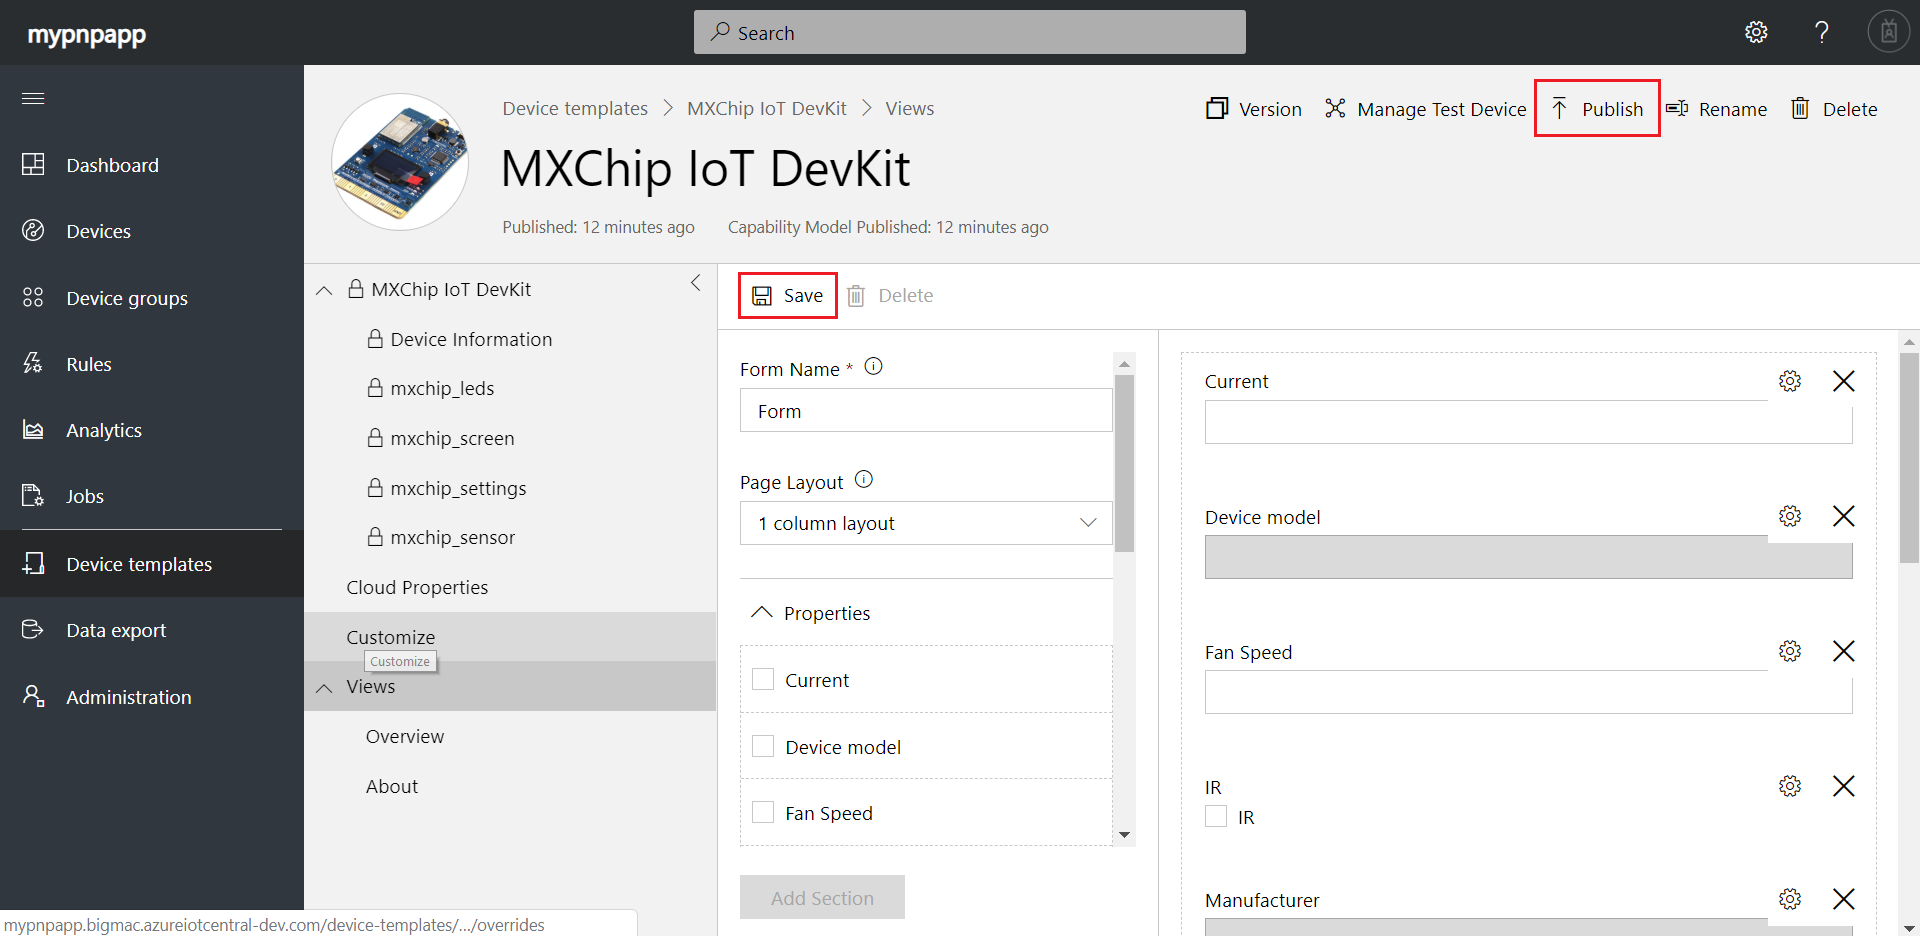 mypnpapp
Search
?
Dashboard
Devices
Device groups
Rules
Analytics
Jobs
Device templates
Data export
Administration
Device templates > MXChip IoT DevKit > Views
MXChip IoT DevKit
Published: 12 minutes ago Capability Model Published: 12 minutes ago
Version Manage Test Device Publish Rename Delete
MXChip IoT DevKit
Device Information
mxchip_leds
mxchip_screen
mxchip_settings
mxchip_sensor
Cloud Properties
Customize
Customize
Views
Overview
About
Save Delete
Form Name *
Form
Page Layout
1 column layout
Properties
Current
Device model
Fan Speed
Add Section
Current
Device model
Fan Speed
IR
IR
Manufacturer
mypnpapp.bigmac.azureiotcentral-dev.com/device-templates/.../overrides